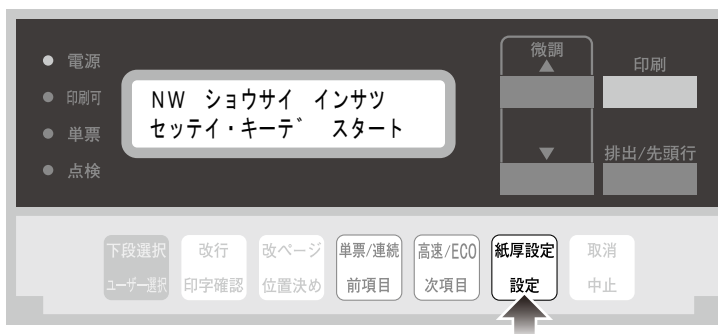 電源
印刷可
単票
点検
NW ショウサイ インサツ
セッテイ・キーデ゛ スタート
微調
▲
▼
印刷
排出/先頭行
下段選択
ユーザー選択
改行
印字確認
改ページ
位置決め
単票/連続
前項目
高速/ECO
次項目
紙厚設定
設定
取消
中止